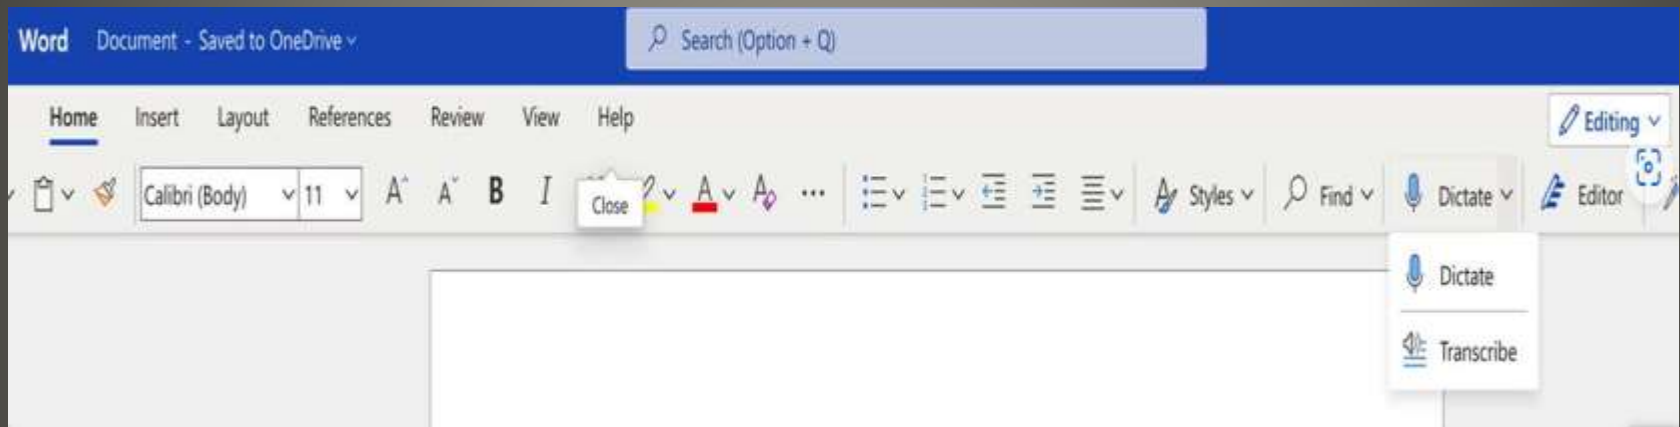 Word Document - Saved to OneDrive Search (Option + Q)
Home Insert Layout References Review View Help Editing
Calibri (Body) 11 A A B I Close A A ... Styles Find Dictate Editor
Dictate
Transcribe